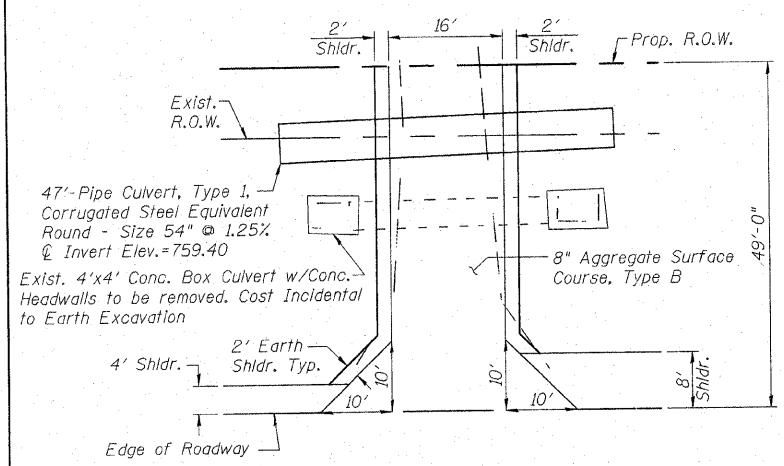 2'
Shldr.
16'
2'
Shldr.
Prop. R.O.W.
Exist.
R.O.W.
47'-Pipe Culvert, Type 1,
Corrugated Steel Equivalent
Round - Size 54" @ 1.25%
℄ Invert Elev.=759.40
Exist. 4'x4' Conc. Box Culvert w/Conc.
Headwalls to be removed. Cost Incidental
to Earth Excavation
8" Aggregate Surface
Course, Type B
49'-0"
2' Earth
Shldr. Typ.
4' Shldr.
10'
10'
10'
10'
8'
Shldr.
Edge of Roadway